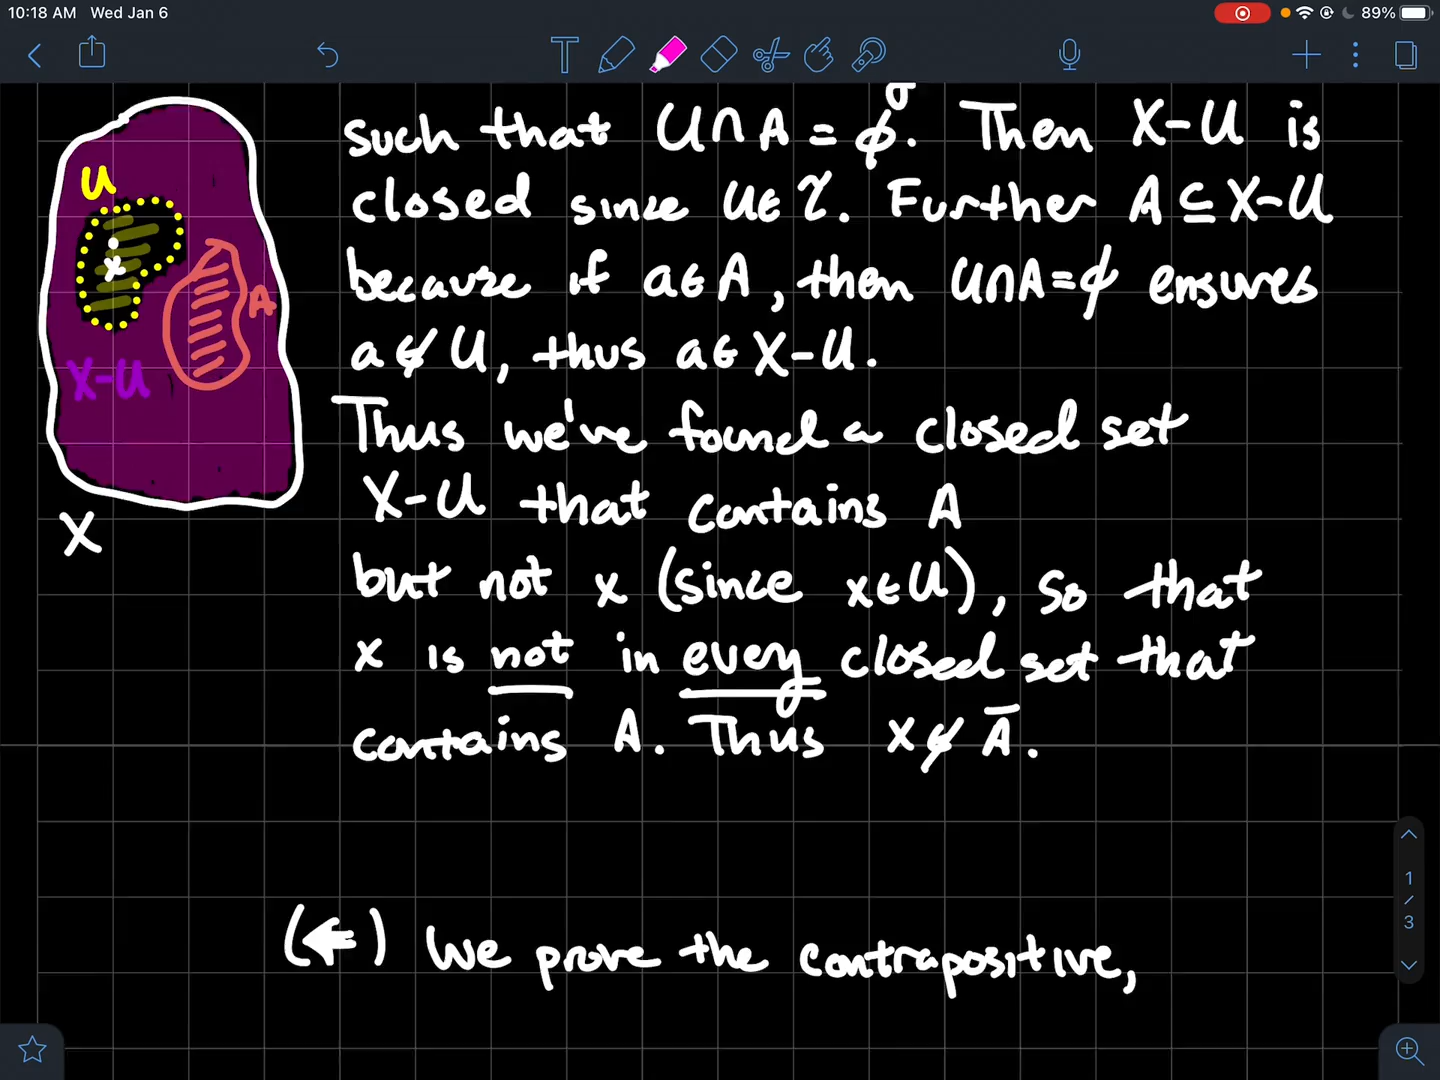 10:18 AM Wed Jan 6
89%
such that U∩A = ϕ. Then X-U is
closed since U∈τ. Further A⊆X-U
because if a∈A, then U∩A=ϕ ensures
a∉U, thus a∈X-U.
Thus we've found a closed set
X-U that contains A
but not x (since x∈U), so that
x is not in every closed set that
contains A. Thus x∉A̅.
(⇐) We prove the contrapositive,
U
x
A
X-U
X
1
/
3